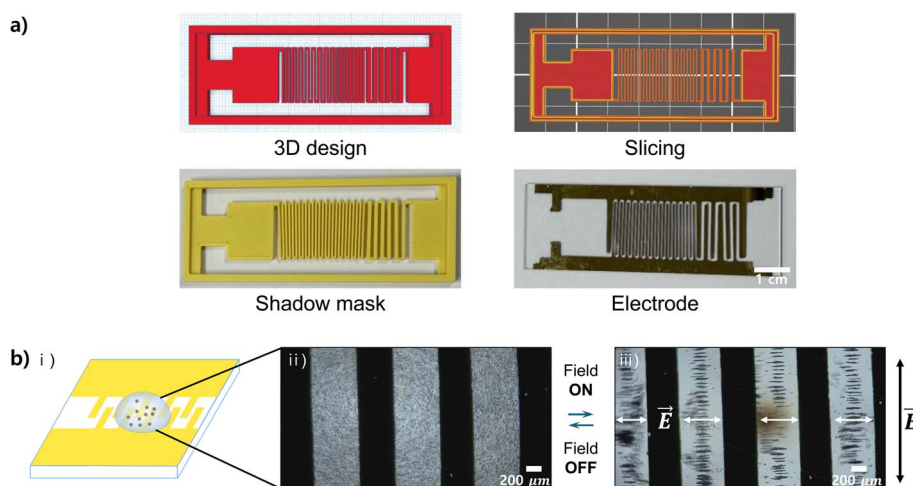 a)
3D design
Slicing
Shadow mask
Electrode
1 cm
b) i )
ii)
Field
ON
Field
OFF
200 μm
iii)
E
E
200 μm